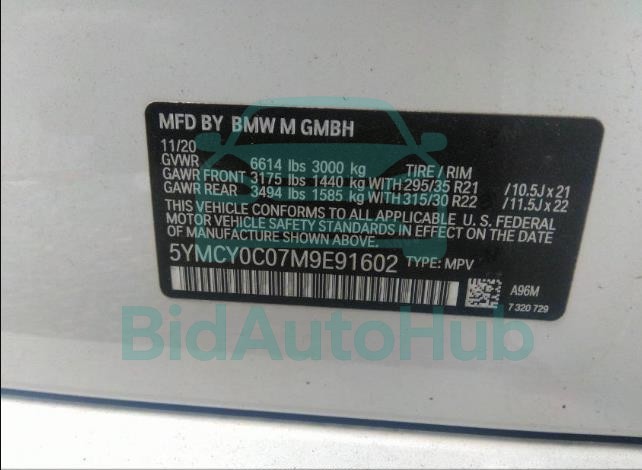 MFD BY BMW M GMBH
11/20
GVWR 6614 lbs 3000 kg TIRE / RIM
GAWR FRONT 3175 lbs 1440 kg WITH 295/35 R21 /10.5J x 21
GAWR REAR 3494 lbs 1585 kg WITH 315/30 R22 /11.5J x 22
THIS VEHICLE CONFORMS TO ALL APPLICABLE U. S. FEDERAL
MOTOR VEHICLE SAFETY STANDARDS IN EFFECT ON THE DATE
OF MANUFACTURE SHOWN ABOVE.
5YMCY0C07M9E91602 TYPE: MPV
A96M
7 320 729
BidAutoHub